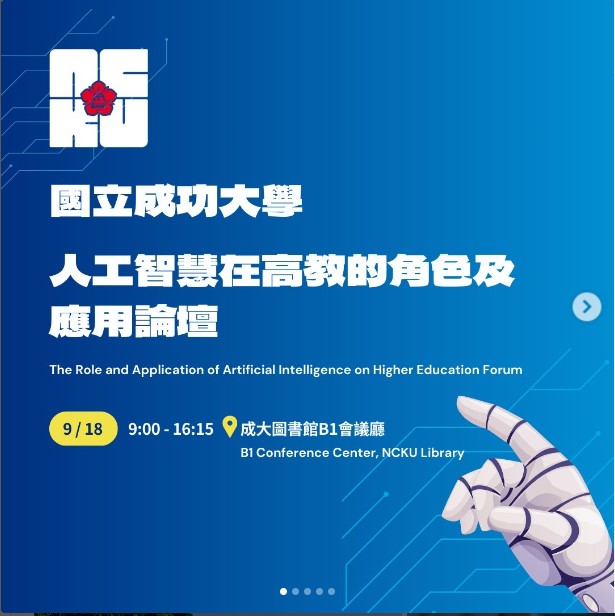 NC
KU
國立成功大學
人工智慧在高教的角色及
應用論壇
The Role and Application of Artificial Intelligence on Higher Education Forum
9 / 18 9:00 - 16:15 成大圖書館B1會議廳
B1 Conference Center, NCKU Library